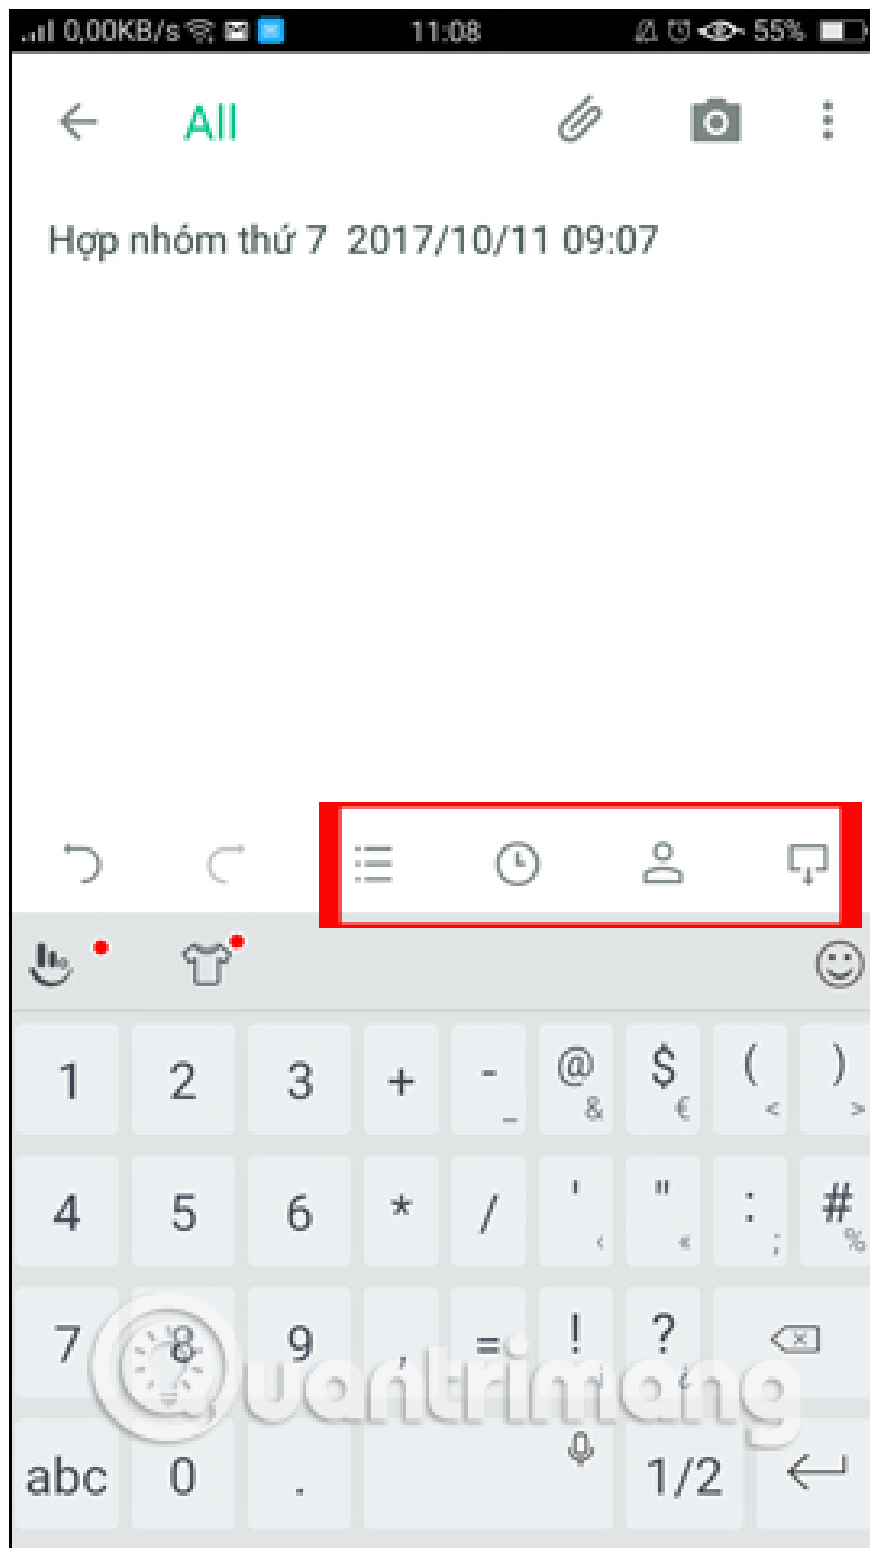 0,00KB/s 11:08 55%
All
Hợp nhóm thứ 7 2017/10/11 09:07
1 2 3 + - _ @ & $ € ( < ) >
4 5 6 * / ' ‹ " « : ; # %
7 8 9 , = ! ¡ ? ¿
Quantrimang
abc 0 . 1/2